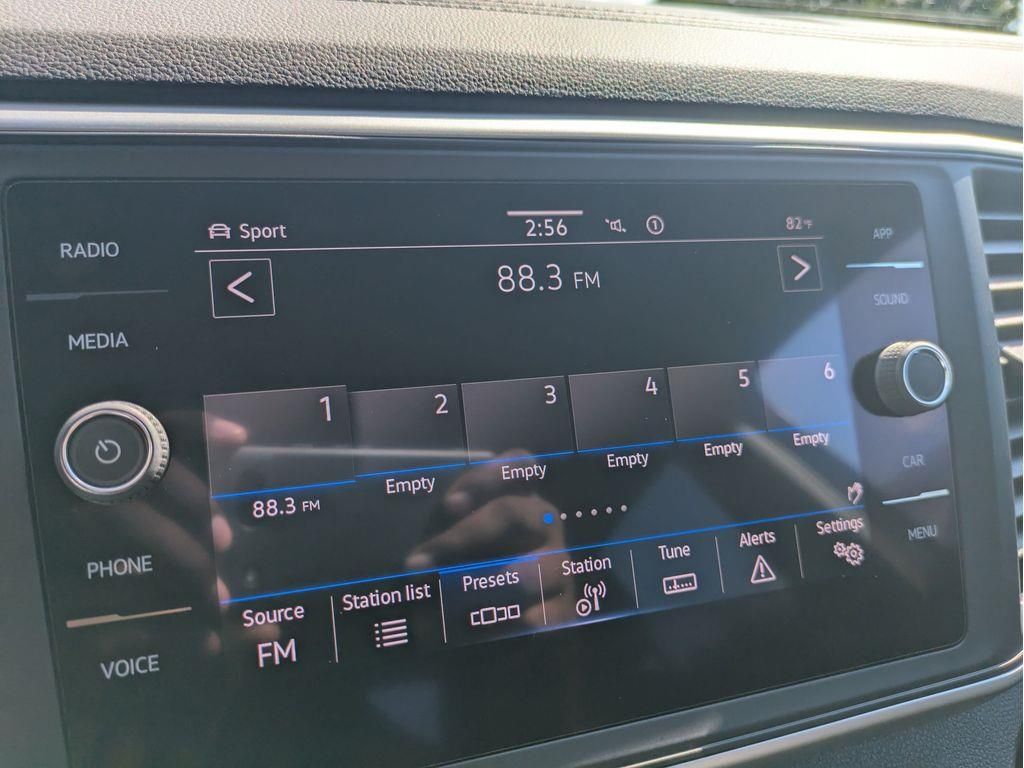 Sport 2:56 1 82°F
RADIO
APP
88.3 FM
SOUND
MEDIA
1 2 3 4 5 6
88.3 FM Empty Empty Empty Empty Empty
CAR
MENU
PHONE
Source Station list Presets Station Tune Alerts Settings
FM
VOICE